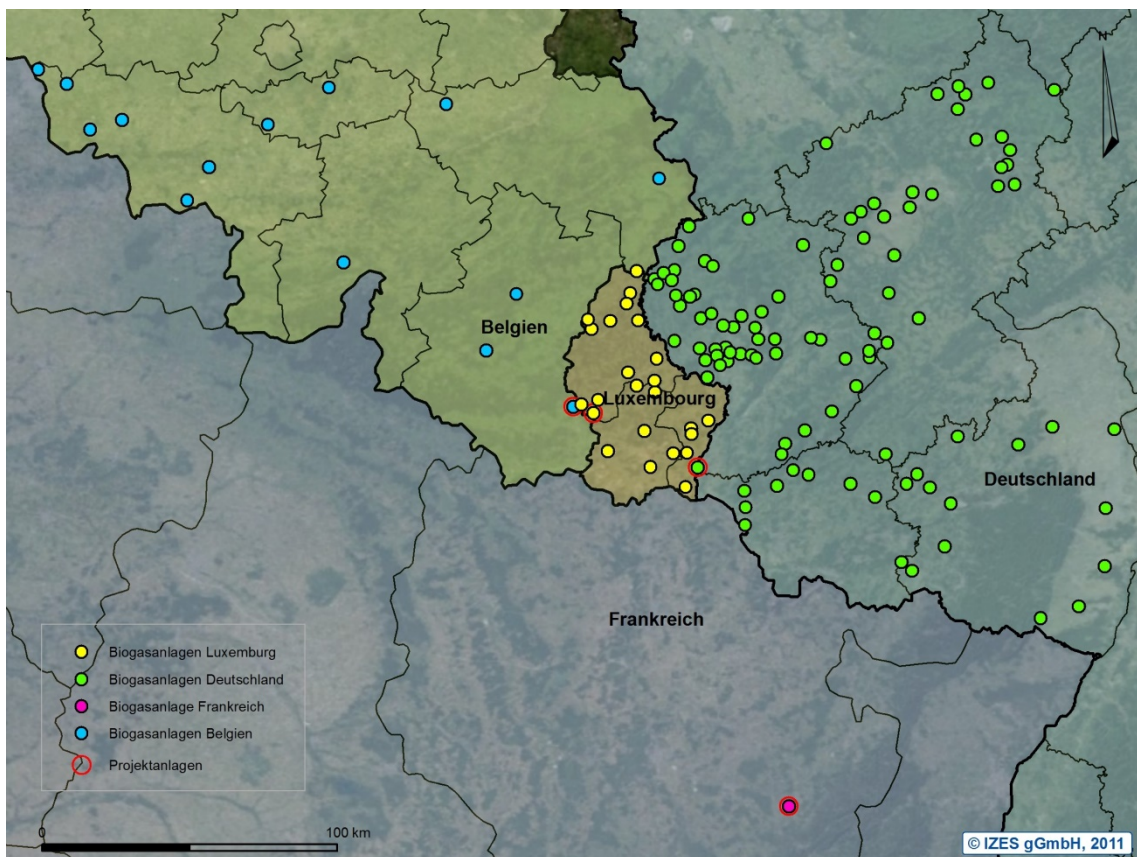 N
Belgien
Luxembourg
Deutschland
Frankreich
Biogasanlagen Luxemburg
Biogasanlagen Deutschland
Biogasanlage Frankreich
Biogasanlagen Belgien
Projektanlagen
0
100 km
© IZES gGmbH, 2011